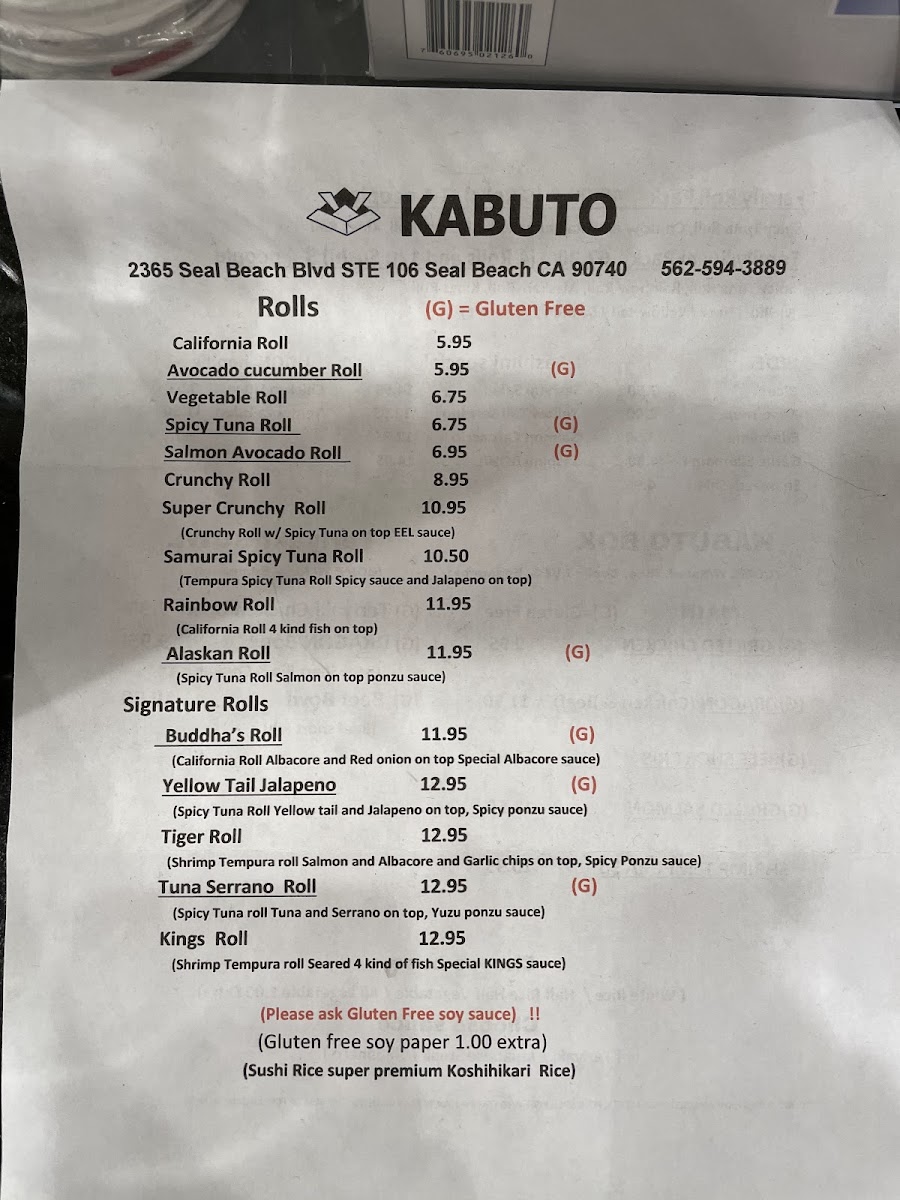 7 60695 02126 0
KABUTO
2365 Seal Beach Blvd STE 106 Seal Beach CA 90740 562-594-3889
Rolls (G) = Gluten Free
California Roll 5.95
Avocado cucumber Roll 5.95 (G)
Vegetable Roll 6.75
Spicy Tuna Roll 6.75 (G)
Salmon Avocado Roll 6.95 (G)
Crunchy Roll 8.95
Super Crunchy Roll 10.95
(Crunchy Roll w/ Spicy Tuna on top EEL sauce)
Samurai Spicy Tuna Roll 10.50
(Tempura Spicy Tuna Roll Spicy sauce and Jalapeno on top)
Rainbow Roll 11.95
(California Roll 4 kind fish on top)
Alaskan Roll 11.95 (G)
(Spicy Tuna Roll Salmon on top ponzu sauce)
Signature Rolls
Buddha's Roll 11.95 (G)
(California Roll Albacore and Red onion on top Special Albacore sauce)
Yellow Tail Jalapeno 12.95 (G)
(Spicy Tuna Roll Yellow tail and Jalapeno on top, Spicy ponzu sauce)
Tiger Roll 12.95
(Shrimp Tempura roll Salmon and Albacore and Garlic chips on top, Spicy Ponzu sauce)
Tuna Serrano Roll 12.95 (G)
(Spicy Tuna roll Tuna and Serrano on top, Yuzu ponzu sauce)
Kings Roll 12.95
(Shrimp Tempura roll Seared 4 kind of fish Special KINGS sauce)
(Please ask Gluten Free soy sauce) !!
(Gluten free soy paper 1.00 extra)
(Sushi Rice super premium Koshihikari Rice)